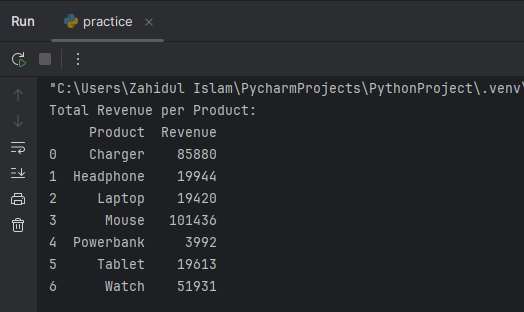 Run practice
"C:\Users\Zahidul Islam\PycharmProjects\PythonProject\.venv\
Total Revenue per Product:
Product Revenue
0 Charger 85880
1 Headphone 19944
2 Laptop 19420
3 Mouse 101436
4 Powerbank 3992
5 Tablet 19613
6 Watch 51931